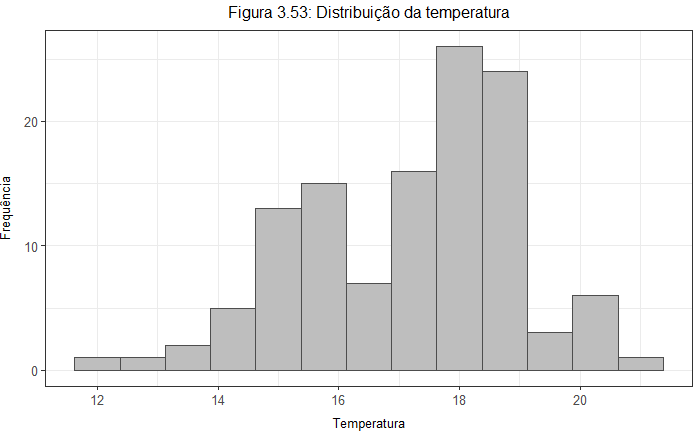 Figura 3.53: Distribuição da temperatura
Frequência
20
10
0
12 14 16 18 20
Temperatura